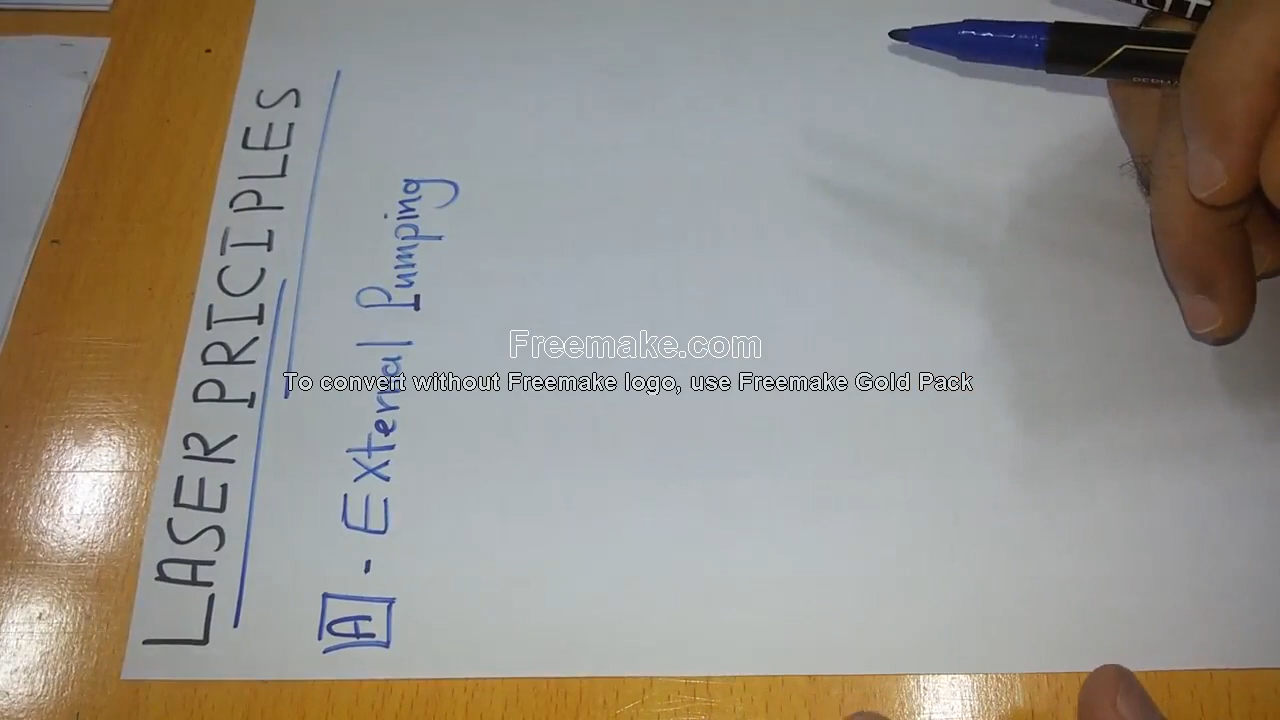 LASER PRICIPLES
A - External Pumping
Freemake.com
To convert without Freemake logo, use Freemake Gold Pack